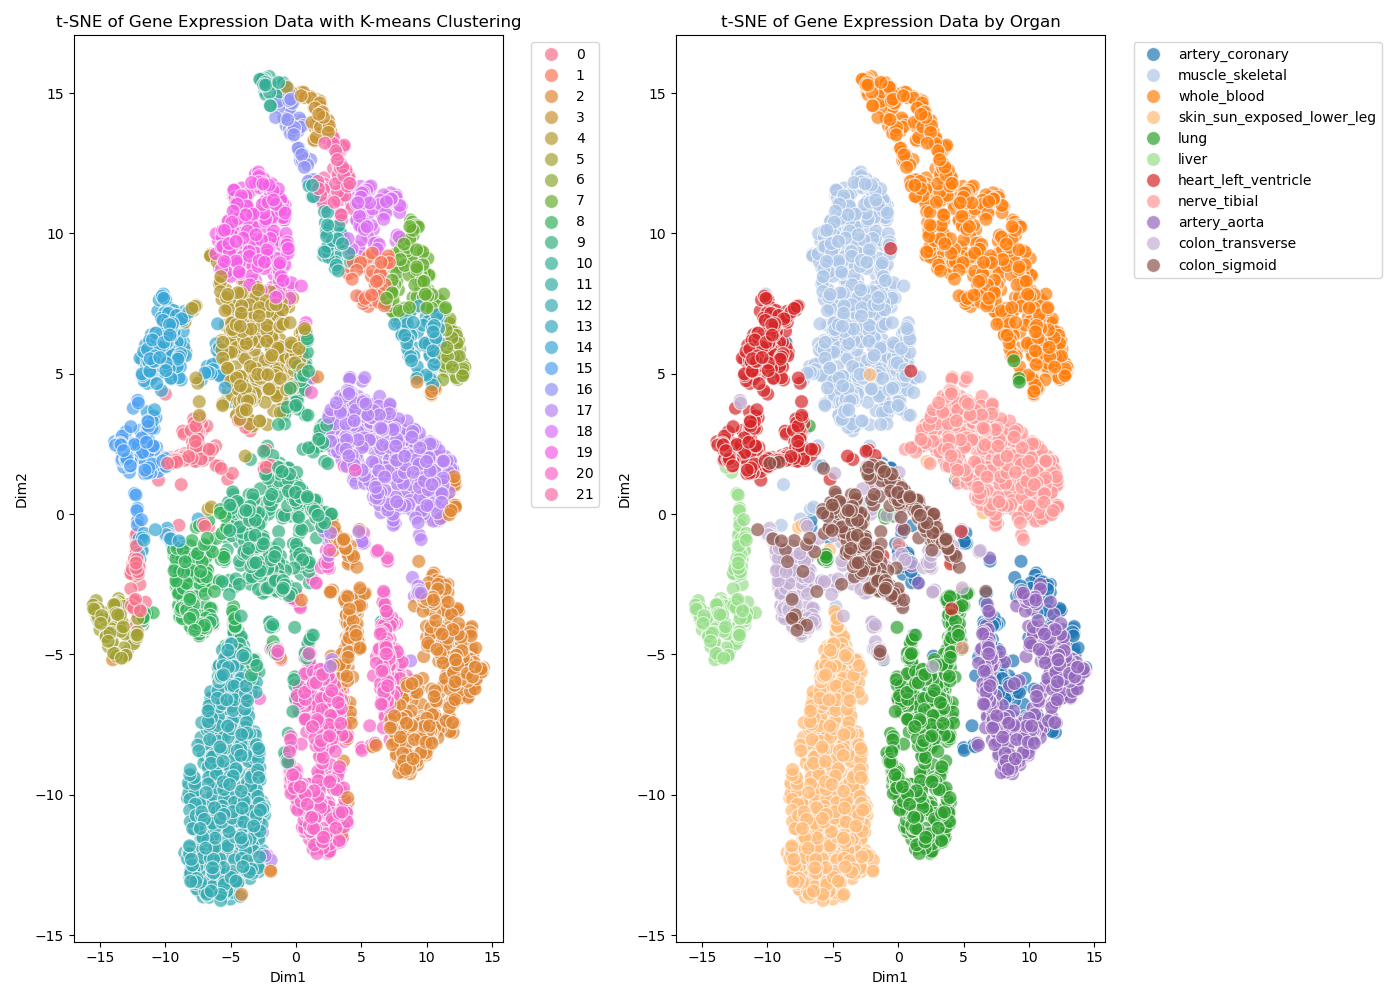 t-SNE of Gene Expression Data with K-means Clustering
15
10
5
0
−5
−10
−15
Dim2
−15 −10 −5 0 5 10 15
Dim1
0
1
2
3
4
5
6
7
8
9
10
11
12
13
14
15
16
17
18
19
20
21
t-SNE of Gene Expression Data by Organ
15
10
5
0
−5
−10
−15
Dim2
−15 −10 −5 0 5 10 15
Dim1
artery_coronary
muscle_skeletal
whole_blood
skin_sun_exposed_lower_leg
lung
liver
heart_left_ventricle
nerve_tibial
artery_aorta
colon_transverse
colon_sigmoid